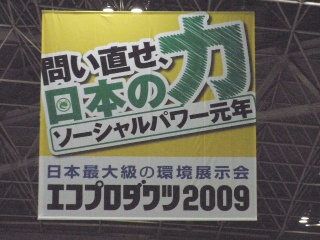 問い直せ、
日本の力
ソーシャルパワー元年
日本最大級の環境展示会
エコプロダクツ2009